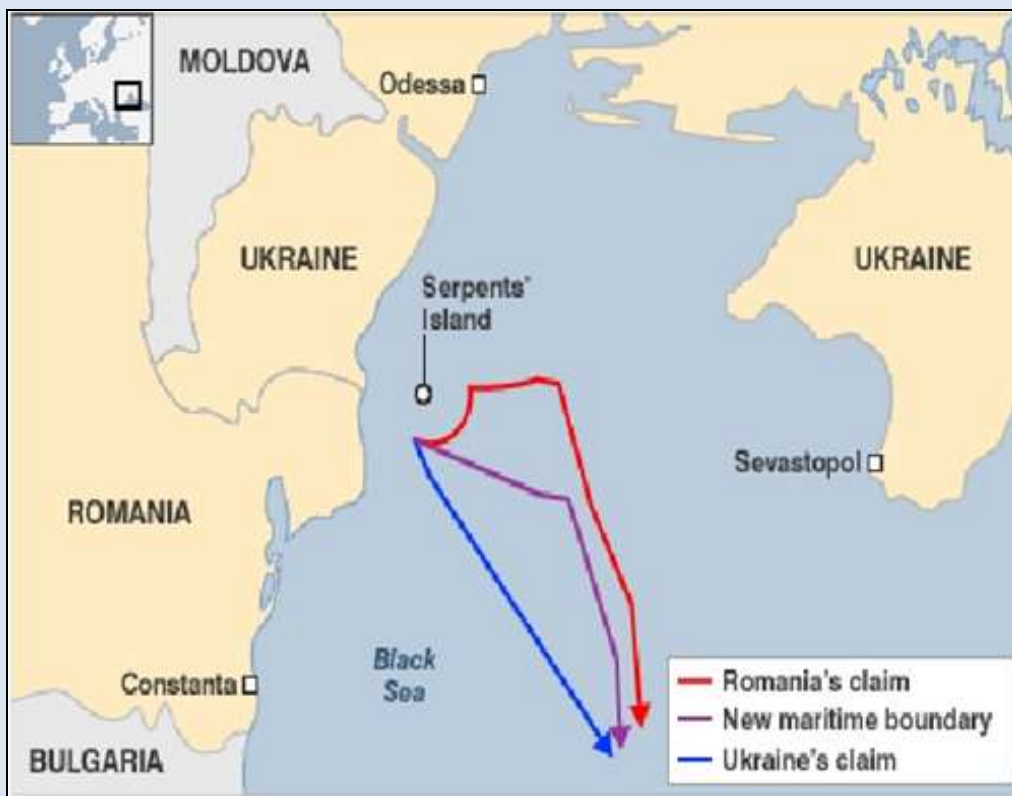 MOLDOVA
Odessa
UKRAINE
UKRAINE
Serpents'
Island
Sevastopol
ROMANIA
Black
Sea
Constanta
BULGARIA
Romania's claim
New maritime boundary
Ukraine's claim